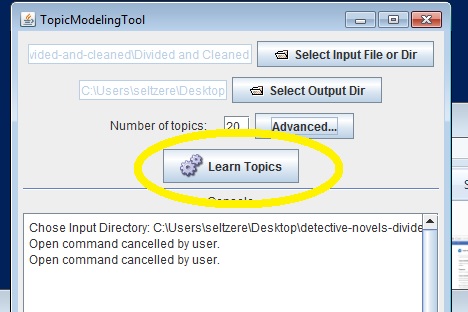 TopicModelingTool
vided-and-cleaned\Divided and Cleaned
Select Input File or Dir
C:\Users\seltzere\Desktop
Select Output Dir
Number of topics:
20
Advanced...
Learn Topics
Console
Chose Input Directory: C:\Users\seltzere\Desktop\detective-novels-divide
Open command cancelled by user.
Open command cancelled by user.